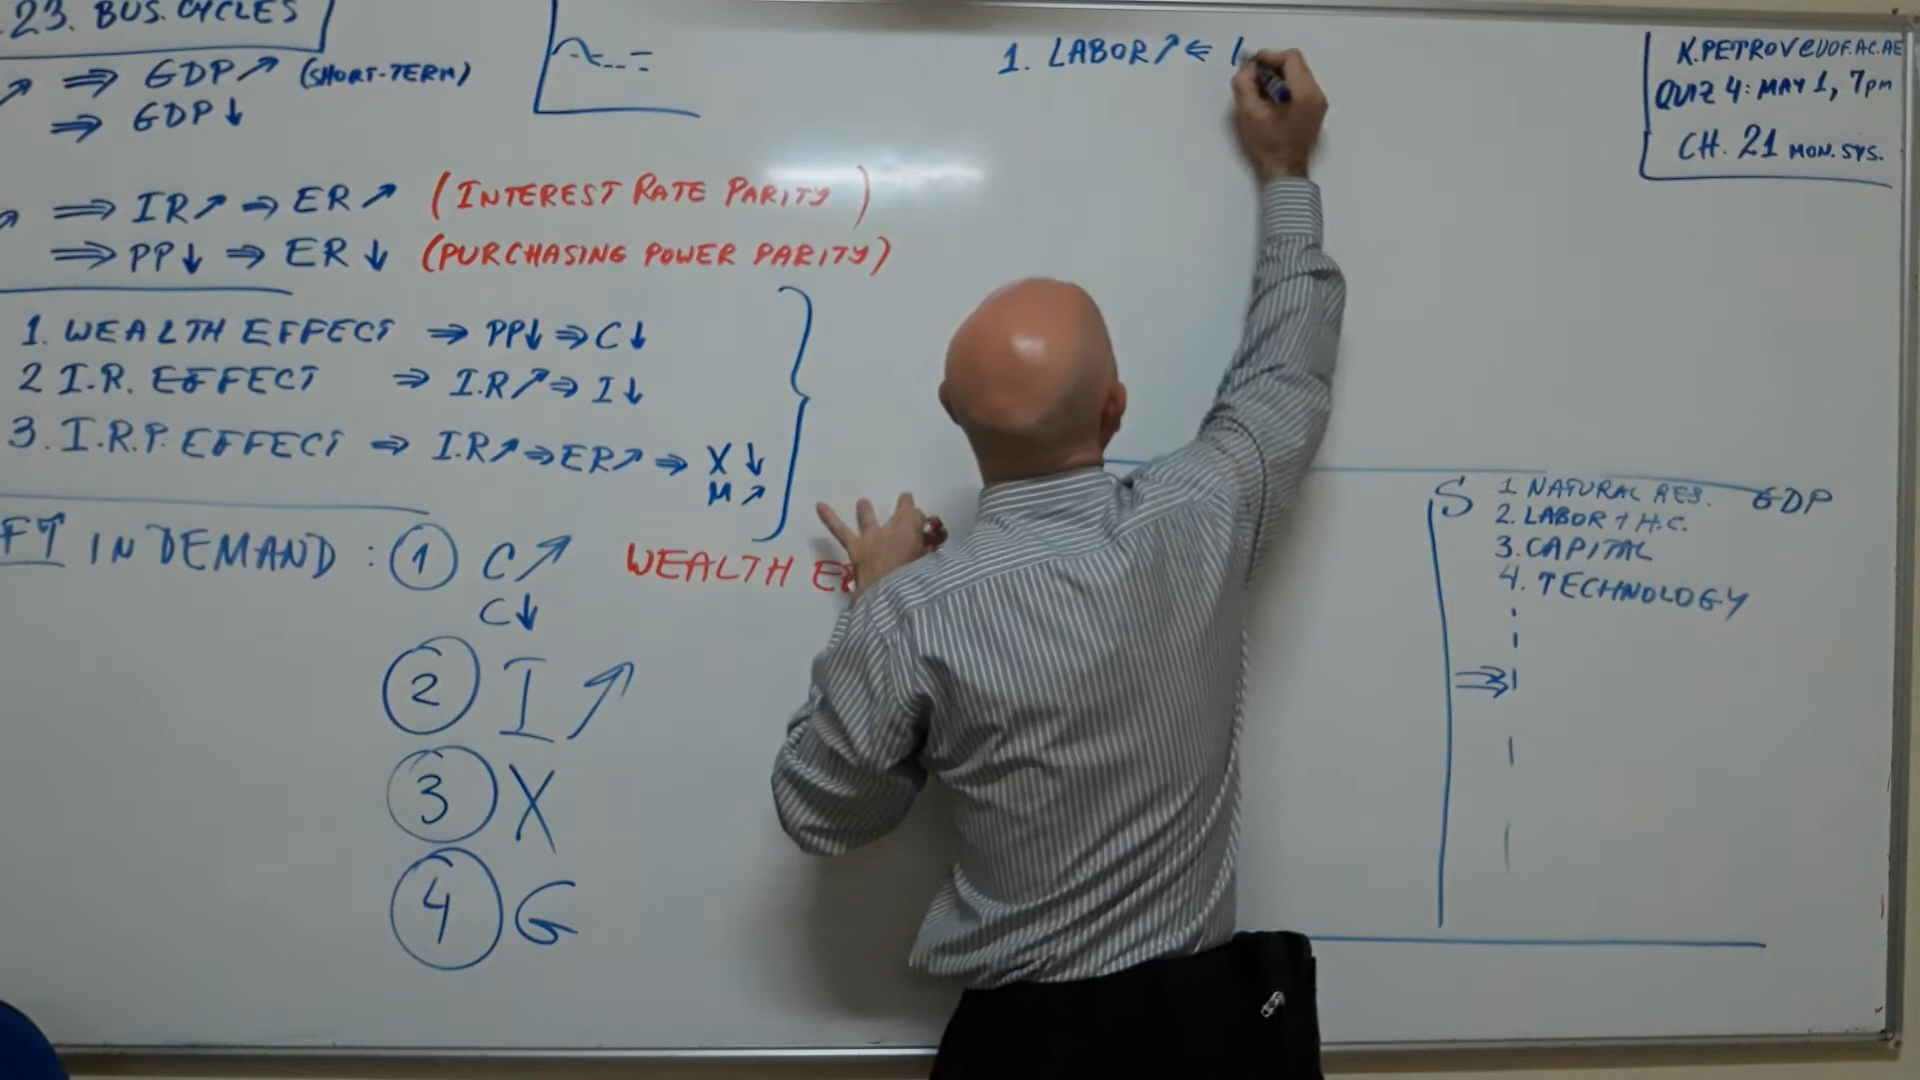 23. BUS. CYCLES
↗ ⇒ GDP↗ (SHORT-TERM)
⇒ GDP↓
↗ ⇒ IR↗ ⇒ ER↗ (INTEREST RATE PARITY)
⇒ PP↓ ⇒ ER↓ (PURCHASING POWER PARITY)
1. WEALTH EFFECT ⇒ PP↓ ⇒ C↓
2 I.R. EFFECT ⇒ I.R↗ ⇒ I↓
3. I.R.P. EFFECT ⇒ I.R↗ ⇒ ER↗ ⇒ X↓
M↗
IN DEMAND : 1 C↗ WEALTH
C↓
2 I↗
3 X
4 G
1. LABOR↗ ⇐
K.PETROV@UOF.AC.AE
QUIZ 4: MAY 1, 7pm
CH. 21 MON. SYS.
S 1 NATURAL RES. GDP
2. LABOR + H.C.
3. CAPITAL
4. TECHNOLOGY